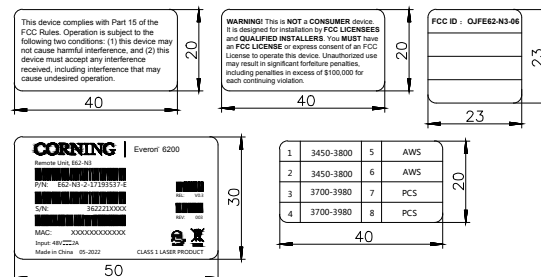 This device complies with Part 15 of the
FCC Rules. Operation is subject to the
following two conditions: (1) this device may
not cause harmful interference, and (2) this
device must accept any interference
received, including interference that may
cause undesired operation.
20
40
WARNING! This is NOT a CONSUMER device.
It is designed for installation by FCC LICENSEES
and QUALIFIED INSTALLERS. You MUST have
an FCC LICENSE or express consent of an FCC
License to operate this device. Unauthorized use
may result in significant forfeiture penalties,
including penalties in excess of $100,000 for
each continuing violation.
20
40
FCC ID : OJFE62-N3-06
23
23
CORNING | Everon® 6200
Remote Unit, E62-N3
P/N: E62-N3-2-17193537-E
S/N: 362221XXXX
MAC: XXXXXXXXXXXX
Input: 48V 2A
Made in China 05-2022
REV: 003
CLASS 1 LASER PRODUCT
30
50
1 3450-3800 5 AWS
2 3450-3800 6 AWS
3 3700-3980 7 PCS
4 3700-3980 8 PCS
20
40